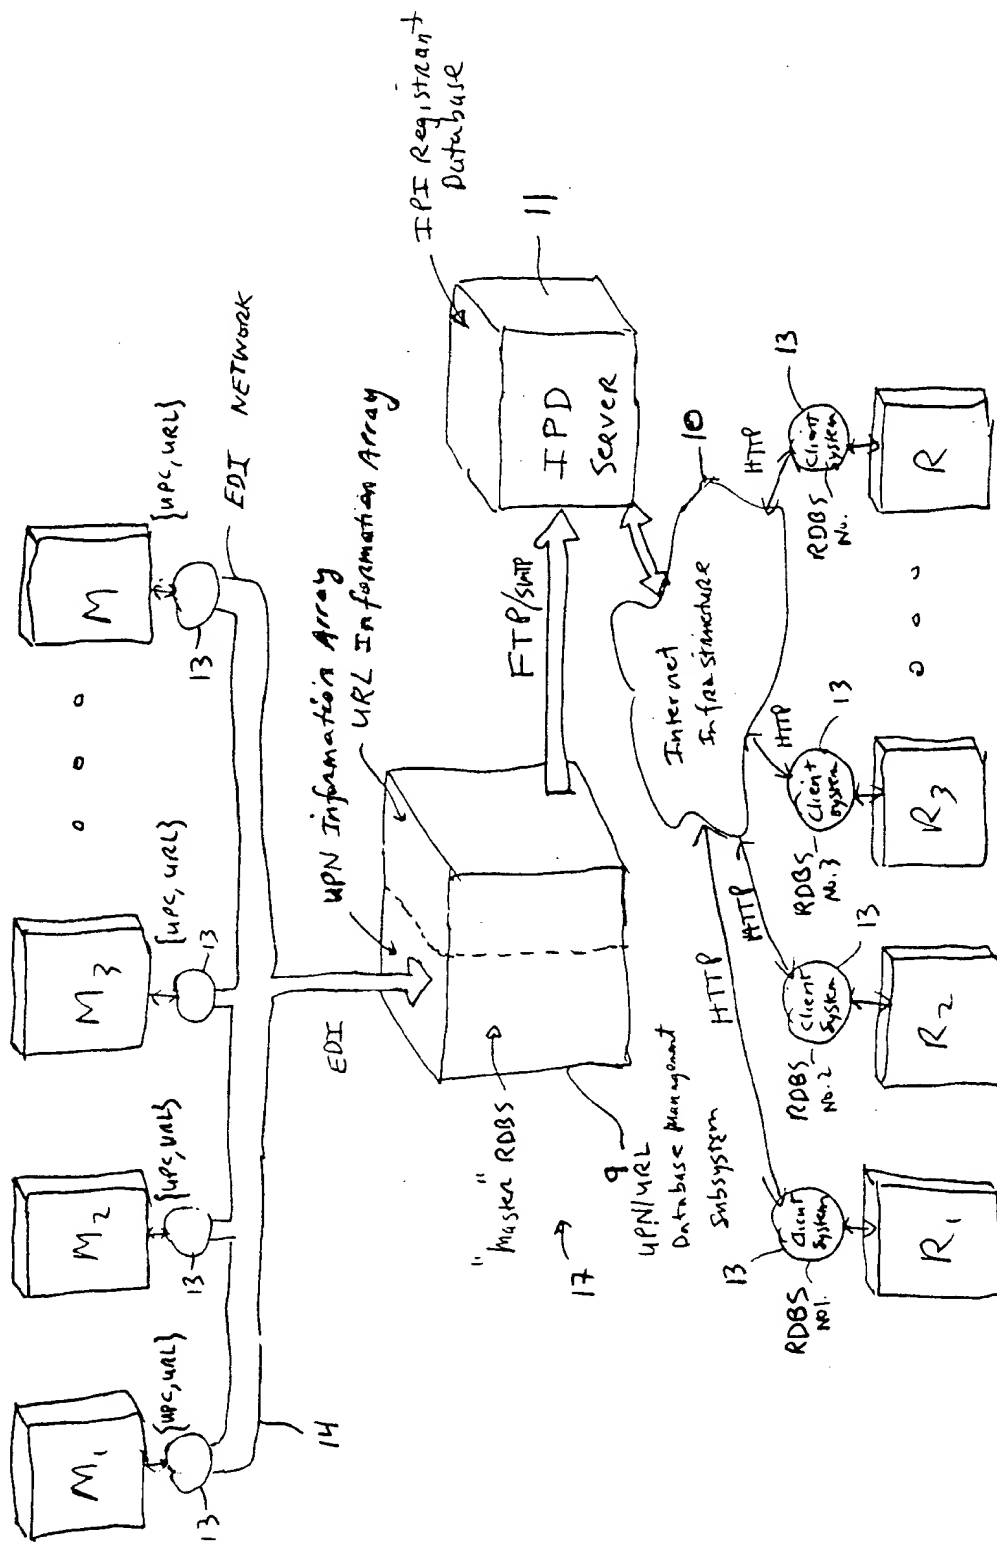 M1
M2
M3
M
{UPC, URL}
{UPC, URL}
{UPC, URL}
{UPC, URL}
13
13
13
13
EDI NETWORK
14
EDI
UPN Information Array
URL Information Array
IPI Registrant
Database
"Master" RDBS
17
9
UPN/URL
Database Management
Subsystem
FTP/SMTP
IPD
Server
11
Internet
Infrastructure
10
HTTP
HTTP
HTTP
HTTP
13
Client
System
RDBS
No1.
R1
13
Client
System
RDBS
No.2
R2
13
Client
System
RDBS
No.3
R3
13
Client
System
RDBS
No.
R